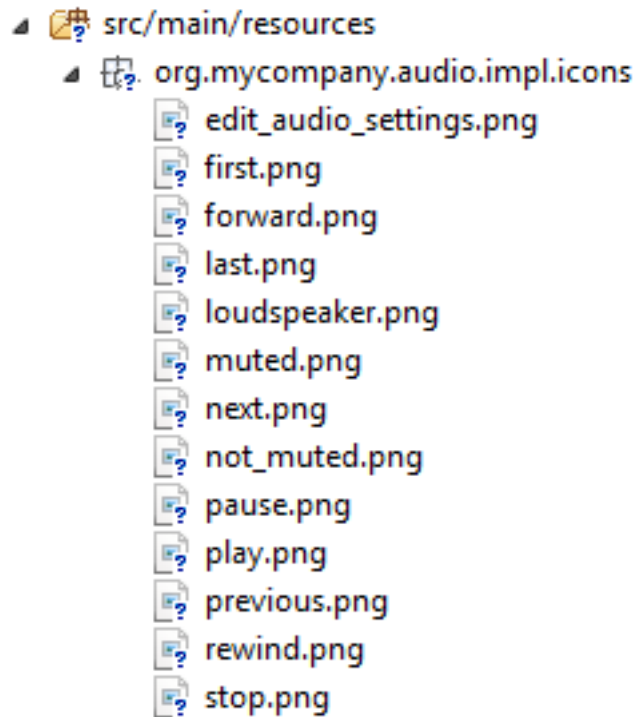 src/main/resources
org.mycompany.audio.impl.icons
edit_audio_settings.png
first.png
forward.png
last.png
loudspeaker.png
muted.png
next.png
not_muted.png
pause.png
play.png
previous.png
rewind.png
stop.png